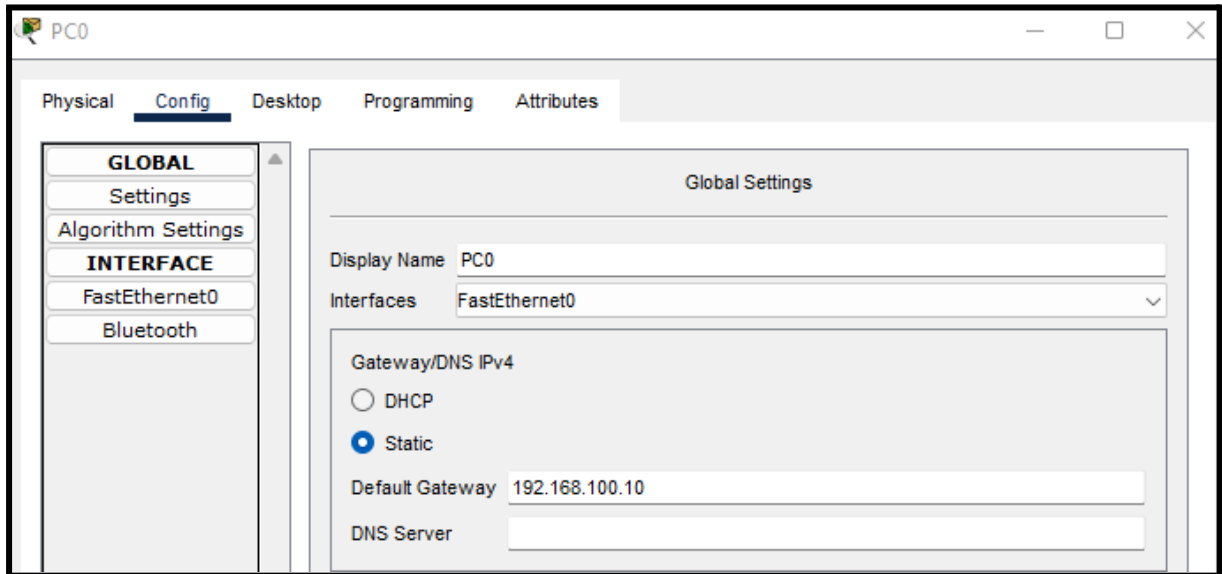 PC0
Physical Config Desktop Programming Attributes
GLOBAL
Settings
Algorithm Settings
INTERFACE
FastEthernet0
Bluetooth
Global Settings
Display Name PC0
Interfaces FastEthernet0
Gateway/DNS IPv4
DHCP
Static
Default Gateway 192.168.100.10
DNS Server